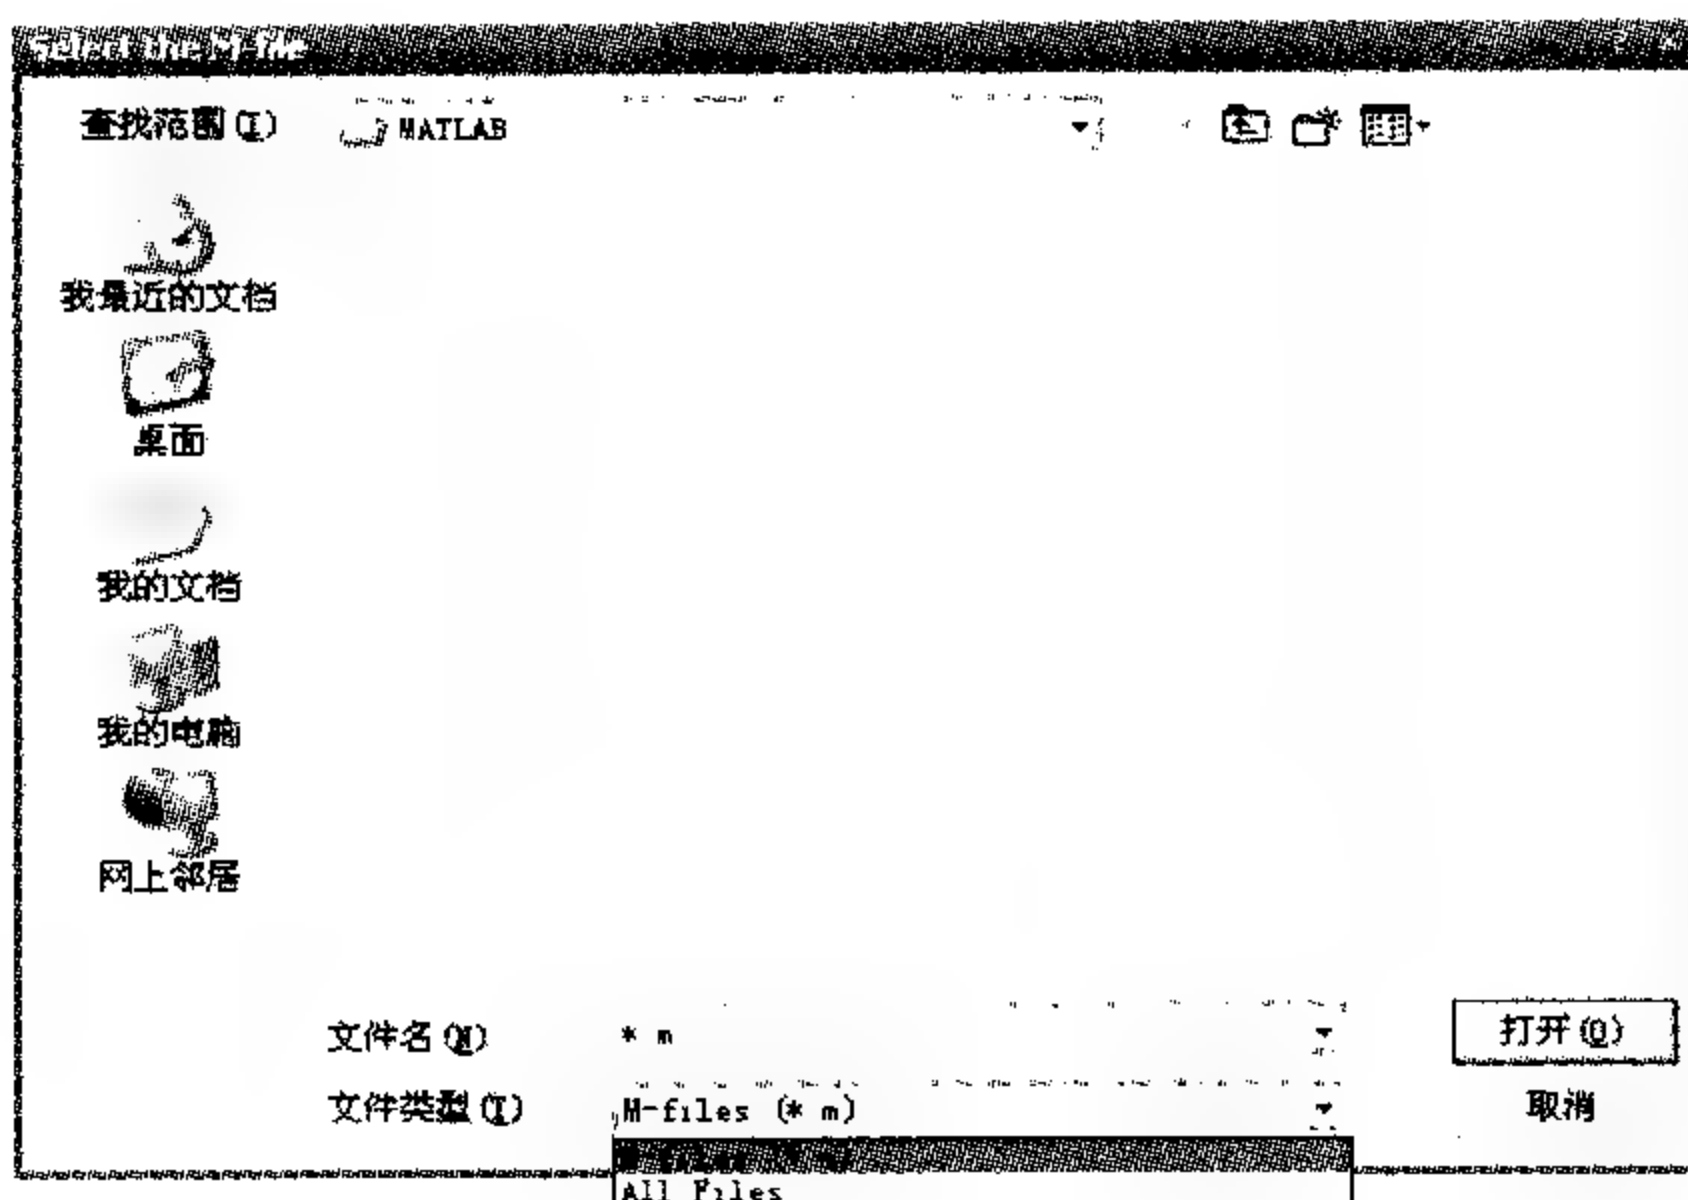 Select the M-file
查找范围(I) MATLAB
我最近的文档
桌面
我的文档
我的电脑
网上邻居
文件名(N) * m 打开(O)
文件类型(T) M-files (* m) 取消
M-files (* m)
All Files